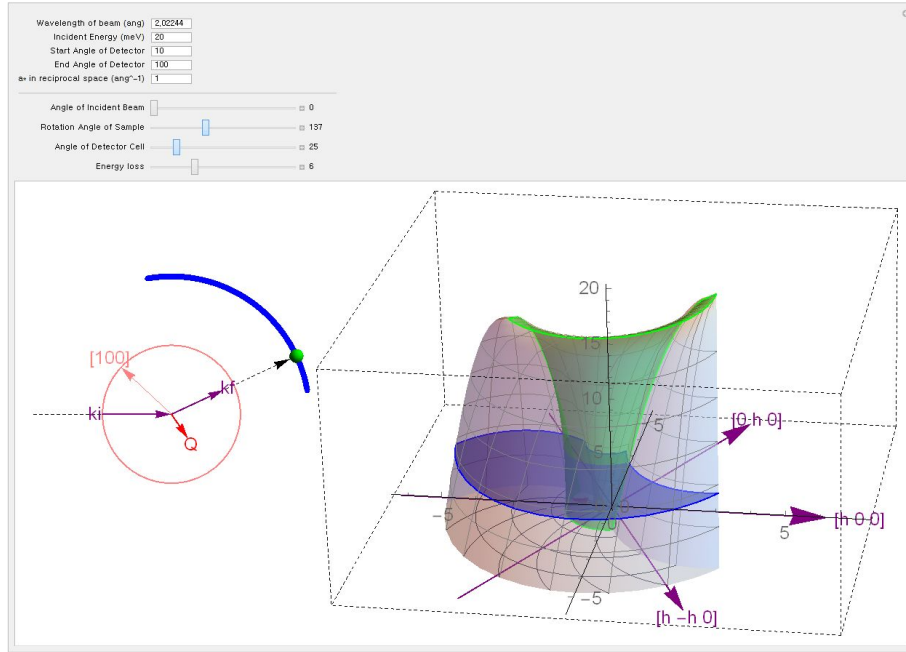 Wavelength of beam (ang) 2,02244
Incident Energy (meV) 20
Start Angle of Detector 10
End Angle of Detector 100
a* in reciprocal space (ang^-1) 1
Angle of Incident Beam 0
Rotation Angle of Sample 137
Angle of Detector Cell 25
Energy loss 6
[100]
ki
kf
Q
20
15
10
5
5
[0 h 0]
-5
0
0
5
[h 0 0]
-5
[h -h 0]